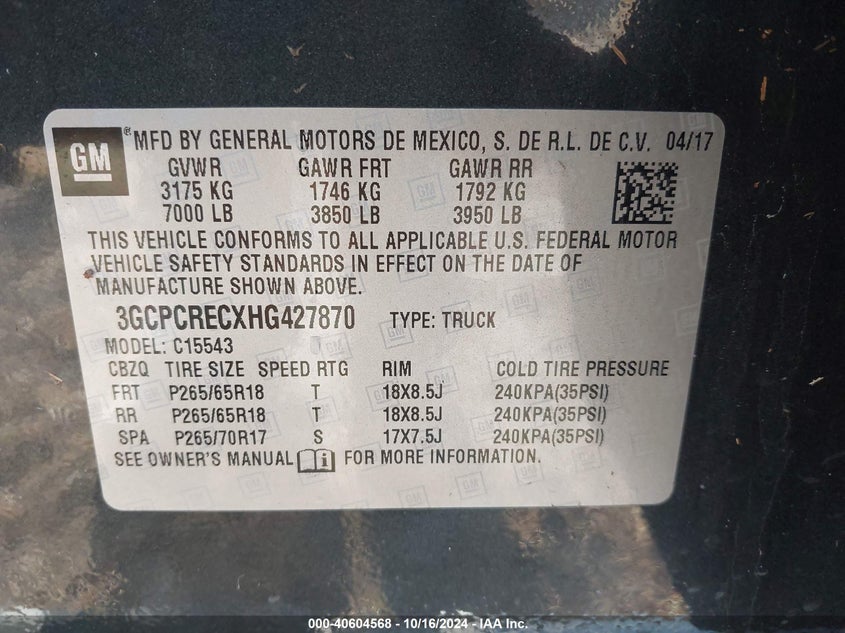 GM ® MFD BY GENERAL MOTORS DE MEXICO, S. DE R.L. DE C.V. 04/17
GVWR GAWR FRT GAWR RR
3175 KG 1746 KG 1792 KG
7000 LB 3850 LB 3950 LB
THIS VEHICLE CONFORMS TO ALL APPLICABLE U.S. FEDERAL MOTOR
VEHICLE SAFETY STANDARDS IN EFFECT ON THE DATE OF
MANUFACTURE SHOWN ABOVE.
3GCPCRECXHG427870 TYPE: TRUCK
MODEL: C15543
CBZQ TIRE SIZE SPEED RTG RIM COLD TIRE PRESSURE
FRT P265/65R18 T 18X8.5J 240KPA(35PSI)
RR P265/65R18 T 18X8.5J 240KPA(35PSI)
SPA P265/70R17 S 17X7.5J 240KPA(35PSI)
SEE OWNER'S MANUAL i FOR MORE INFORMATION.
000-40604568 - 10/16/2024 - IAA Inc.